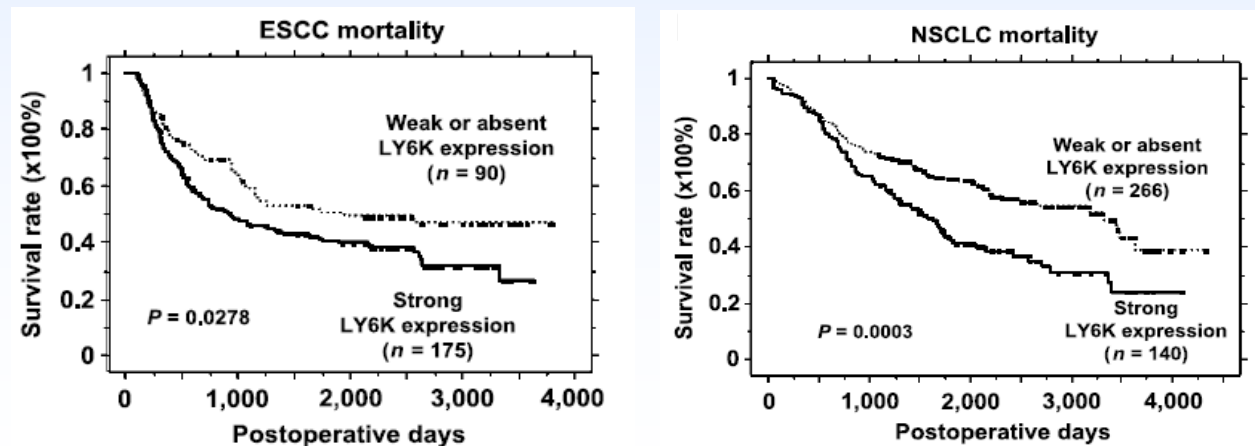 ESCC mortality
Survival rate (x100%)
1
0.8
0.6
0.4
0.2
0
Weak or absent
LY6K expression
(n = 90)
Strong
LY6K expression
(n = 175)
P = 0.0278
0
1,000
2,000
3,000
4,000
Postoperative days
NSCLC mortality
Survival rate (x100%)
1
0.8
0.6
0.4
0.2
0
Weak or absent
LY6K expression
(n = 266)
Strong
LY6K expression
(n = 140)
P = 0.0003
0
1,000
2,000
3,000
4,000
Postoperative days